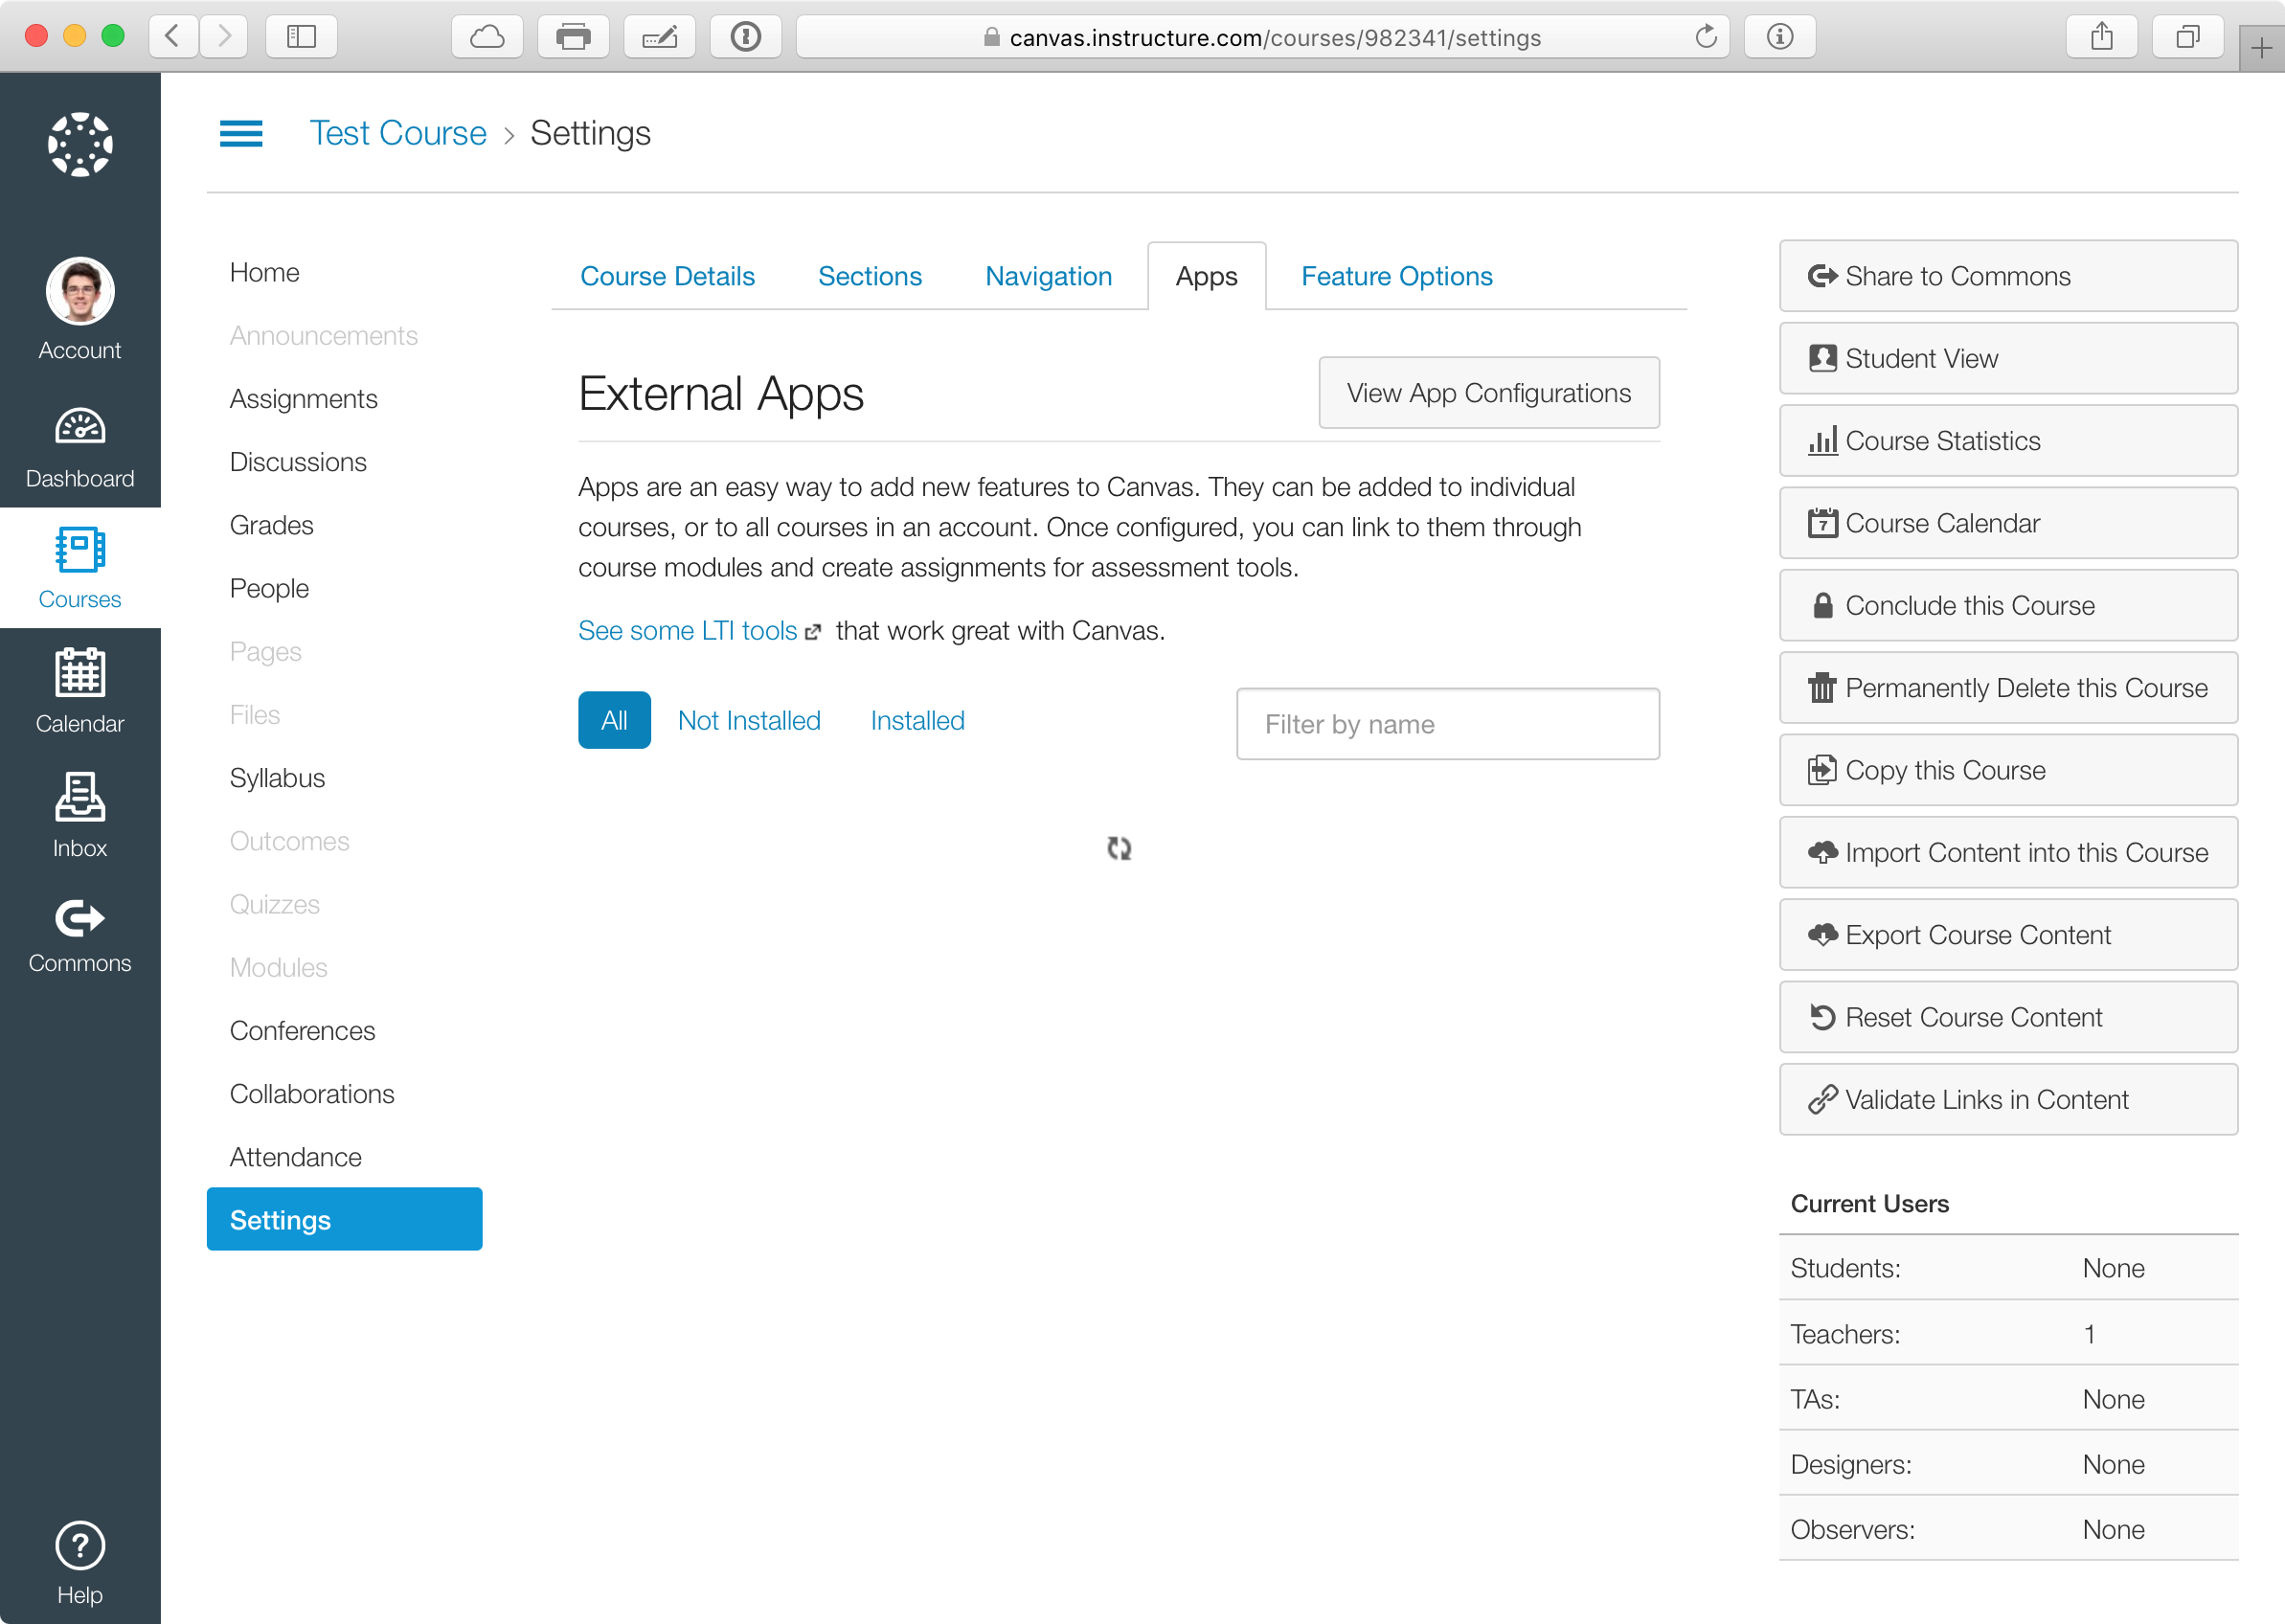 canvas.instructure.com/courses/982341/settings
Test Course > Settings
Account
Dashboard
Courses
Calendar
Inbox
Commons
Help
Home
Announcements
Assignments
Discussions
Grades
People
Pages
Files
Syllabus
Outcomes
Quizzes
Modules
Conferences
Collaborations
Attendance
Settings
Course Details
Sections
Navigation
Apps
Feature Options
External Apps
View App Configurations
Apps are an easy way to add new features to Canvas. They can be added to individual
courses, or to all courses in an account. Once configured, you can link to them through
course modules and create assignments for assessment tools.
See some LTI tools that work great with Canvas.
All
Not Installed
Installed
Filter by name
Share to Commons
Student View
Course Statistics
7 Course Calendar
Conclude this Course
Permanently Delete this Course
Copy this Course
Import Content into this Course
Export Course Content
Reset Course Content
Validate Links in Content
Current Users
Students: None
Teachers: 1
TAs: None
Designers: None
Observers: None